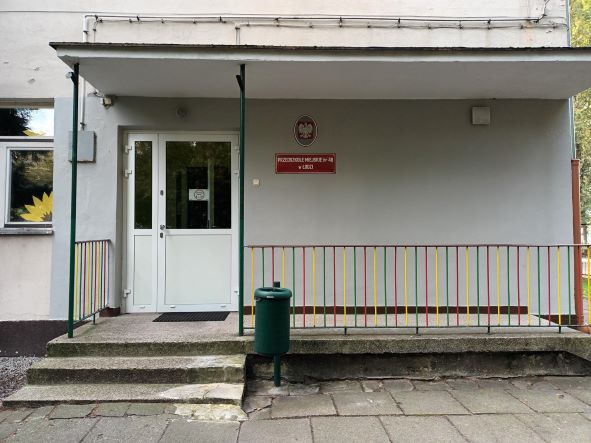 PRZEDSZKOLE MIEJSKIE nr 48
w ŁODZI